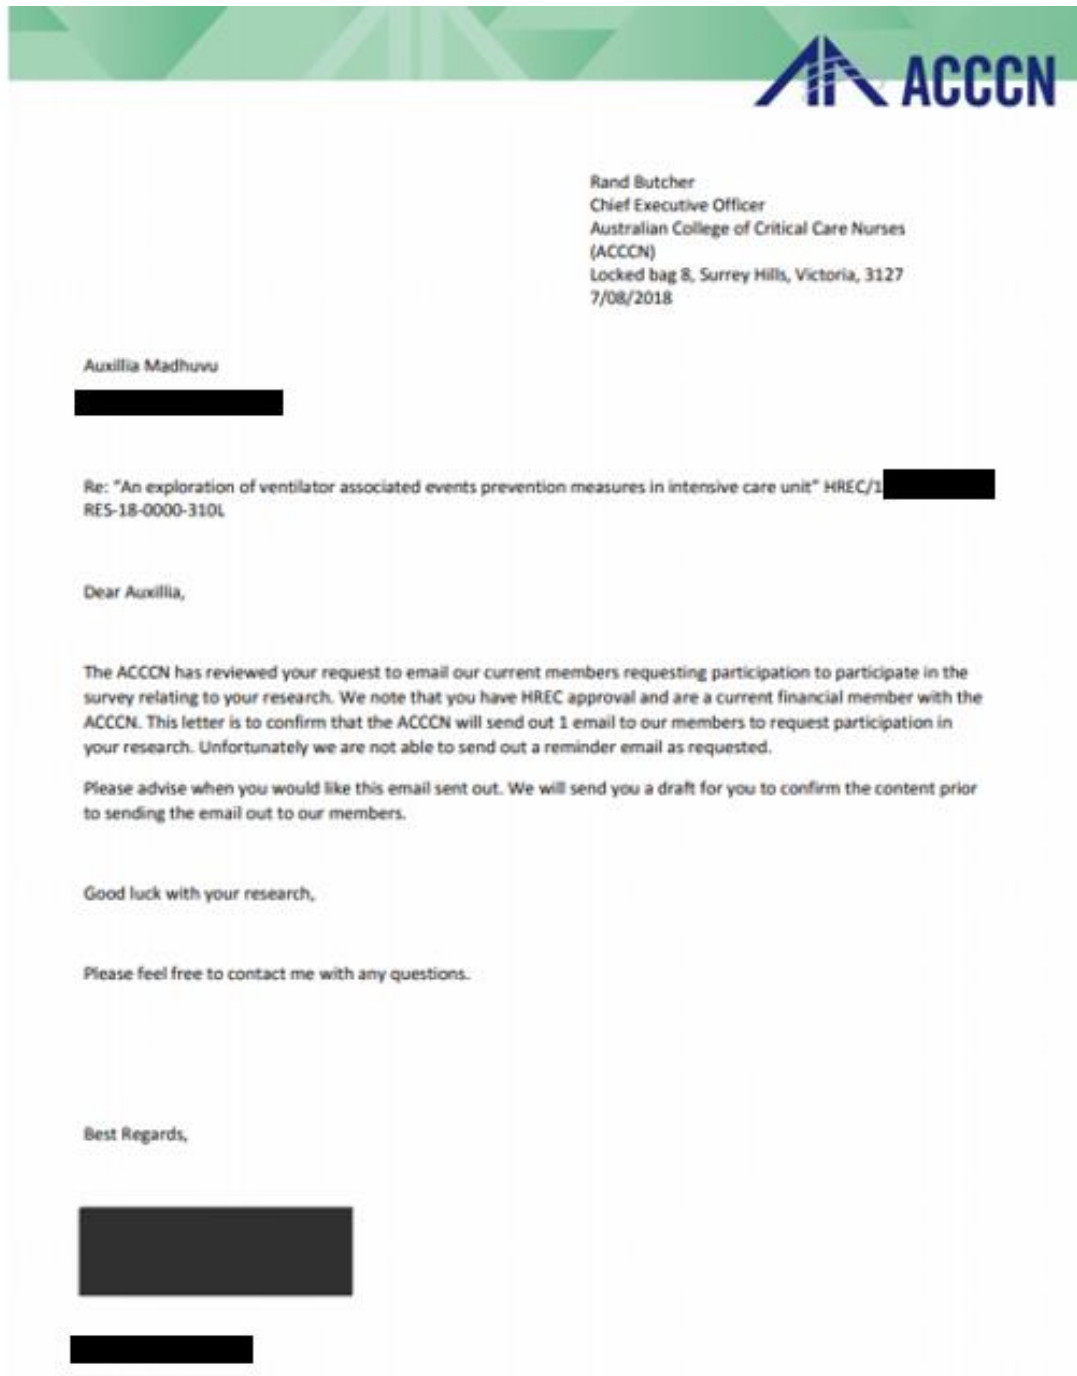 ACCCN
Rand Butcher
Chief Executive Officer
Australian College of Critical Care Nurses
(ACCCN)
Locked bag 8, Surrey Hills, Victoria, 3127
7/08/2018
Auxillia Madhuvu
Re: "An exploration of ventilator associated events prevention measures in intensive care unit" HREC/1
RES-18-0000-310L
Dear Auxillia,
The ACCCN has reviewed your request to email our current members requesting participation to participate in the
survey relating to your research. We note that you have HREC approval and are a current financial member with the
ACCCN. This letter is to confirm that the ACCCN will send out 1 email to our members to request participation in
your research. Unfortunately we are not able to send out a reminder email as requested.
Please advise when you would like this email sent out. We will send you a draft for you to confirm the content prior
to sending the email out to our members.
Good luck with your research,
Please feel free to contact me with any questions.
Best Regards,